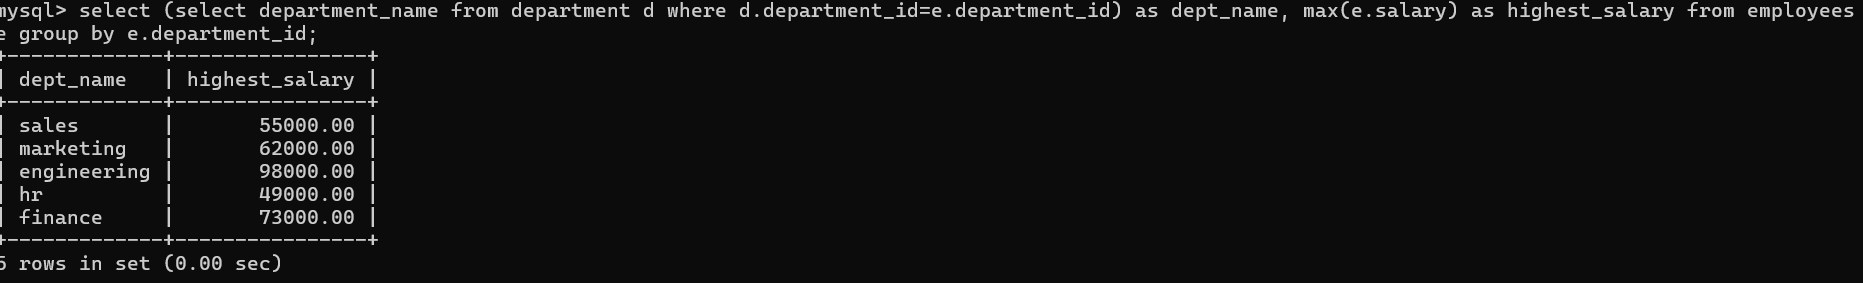 mysql> select (select department_name from department d where d.department_id=e.department_id) as dept_name, max(e.salary) as highest_salary from employees
e group by e.department_id;
+-------------+----------------+
| dept_name   | highest_salary |
+-------------+----------------+
| sales       |       55000.00 |
| marketing   |       62000.00 |
| engineering |       98000.00 |
| hr          |       49000.00 |
| finance     |       73000.00 |
+-------------+----------------+
5 rows in set (0.00 sec)